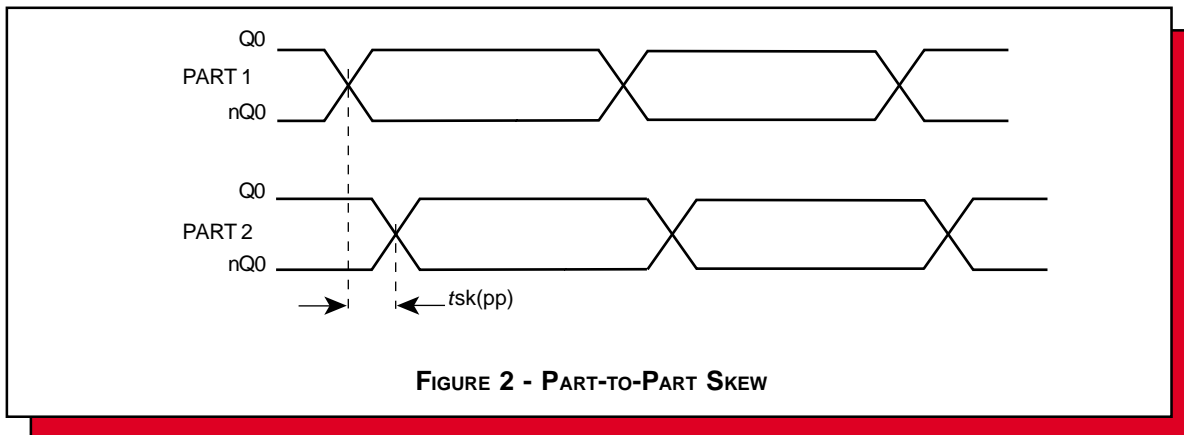 Q0
PART 1
nQ0
Q0
PART 2
nQ0
tsk(pp)
FIGURE 2 - PART-TO-PART SKEW